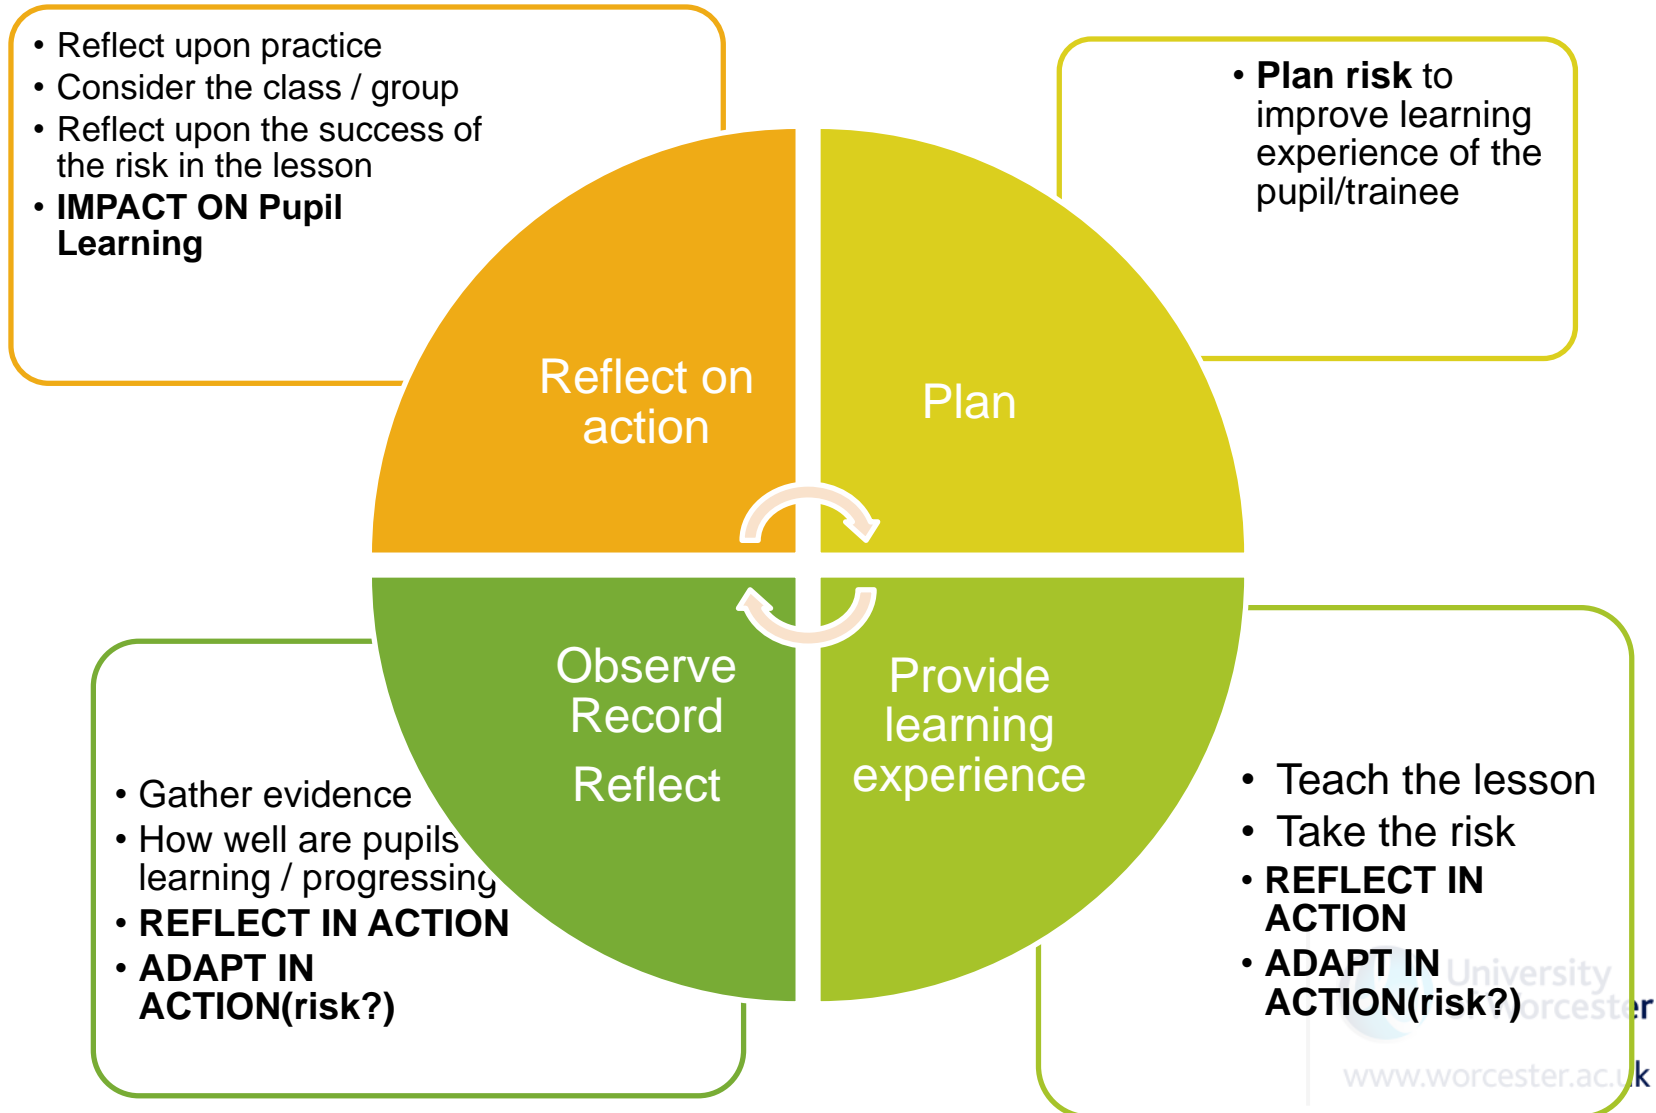 • Reflect upon practice
• Consider the class / group
• Reflect upon the success of
the risk in the lesson
• IMPACT ON Pupil
Learning
• Plan risk to
improve learning
experience of the
pupil/trainee
Reflect on
action
Plan
Observe
Record
Reflect
Provide
learning
experience
• Gather evidence
• How well are pupils
learning / progressing
• REFLECT IN ACTION
• ADAPT IN
ACTION(risk?)
• Teach the lesson
• Take the risk
• REFLECT IN
ACTION
• ADAPT IN
ACTION(risk?)
University
of Worcester
www.worcester.ac.uk